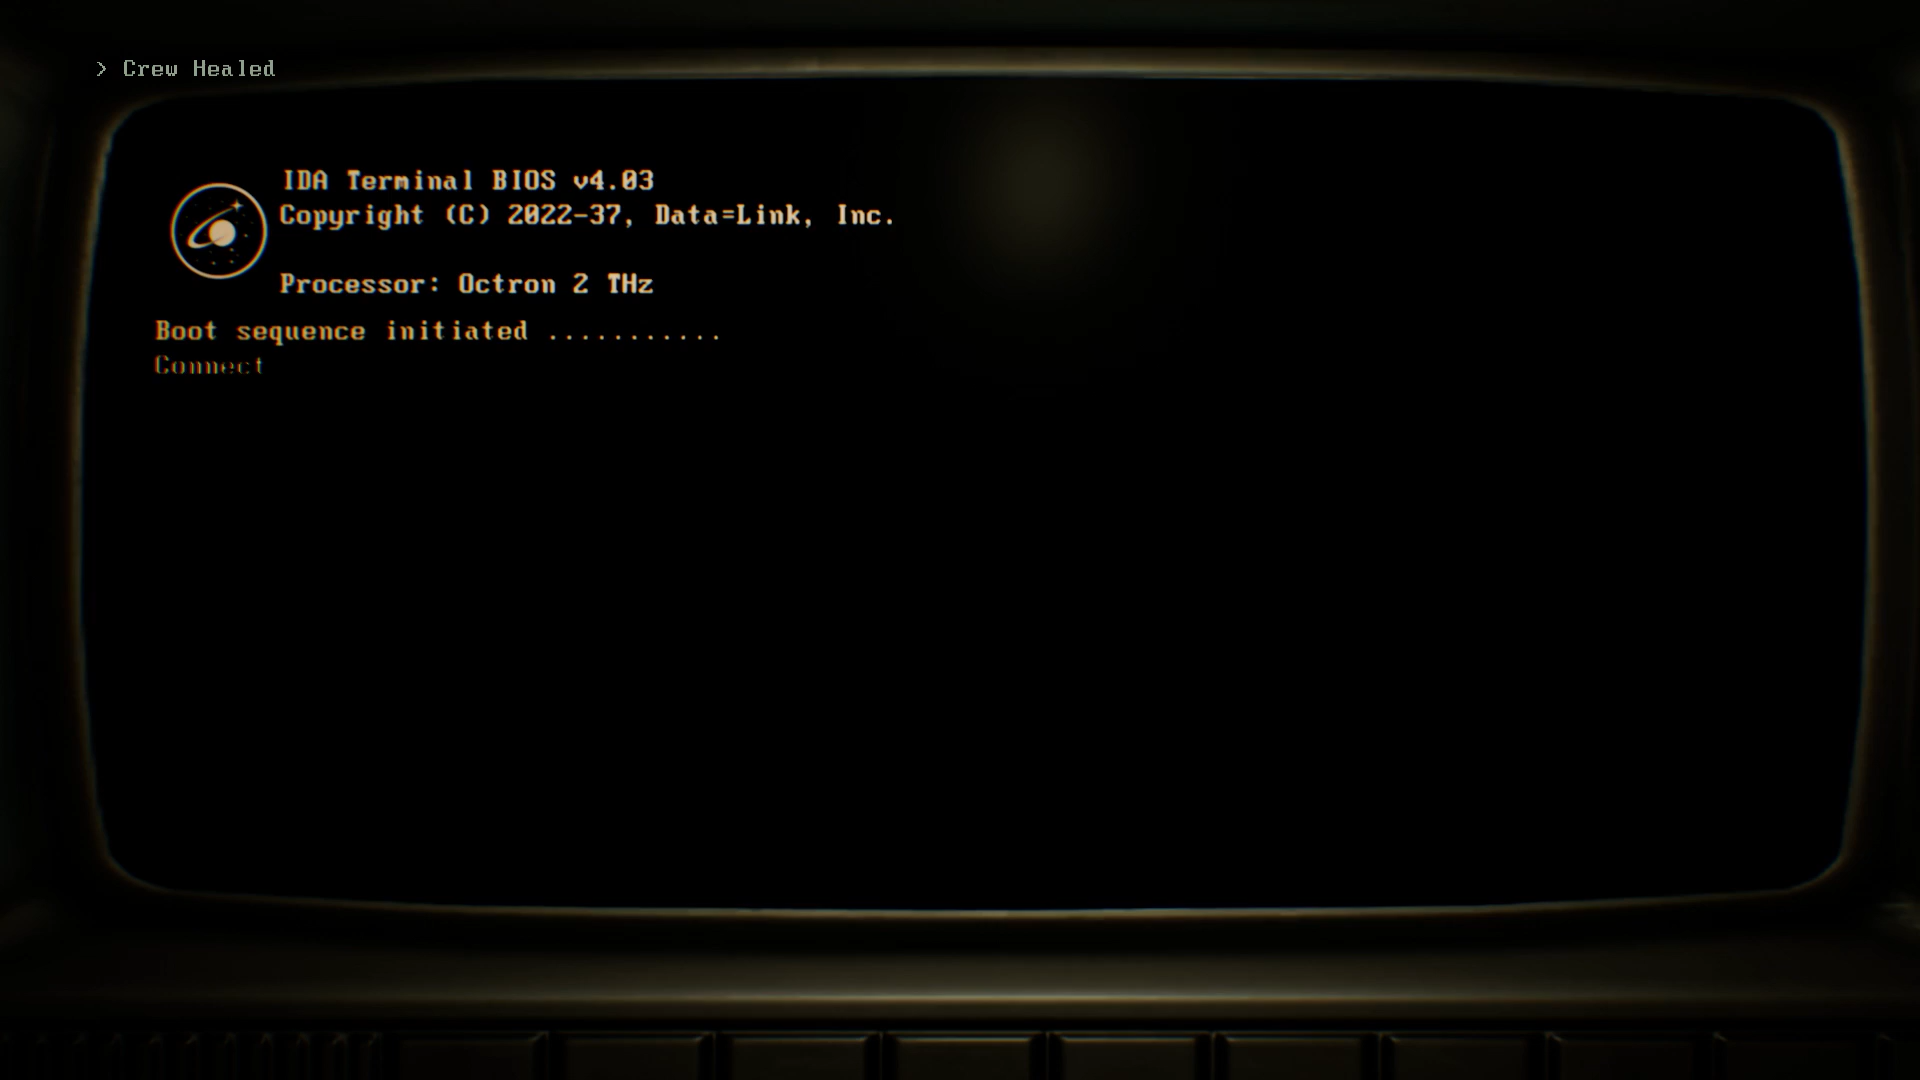 > Crew Healed
IDA Terminal BIOS v4.03
Copyright (C) 2022-37, Data=Link, Inc.
Processor: Octron 2 THz
Boot sequence initiated ...........
Connect